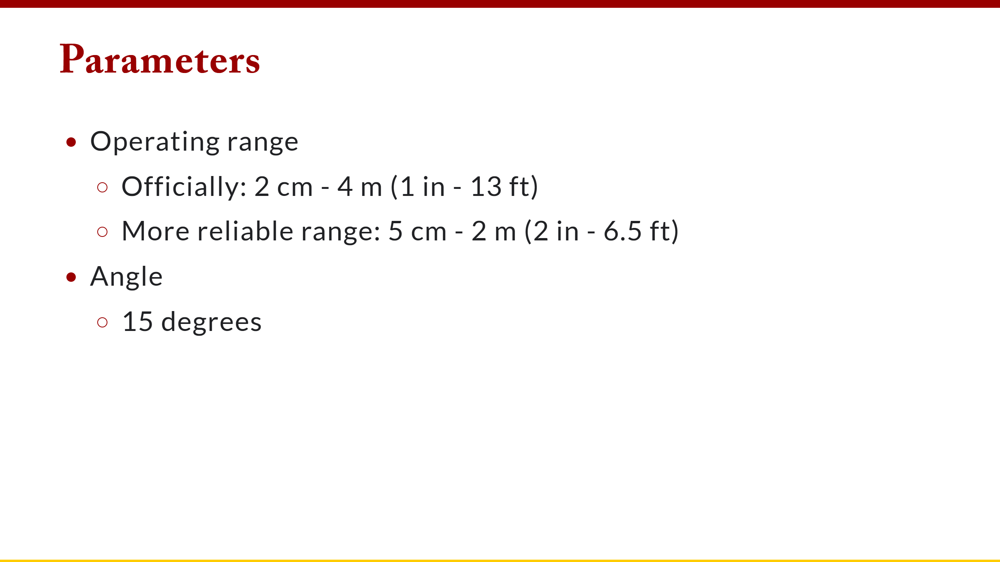 Parameters
Operating range
Officially: 2 cm - 4 m (1 in - 13 ft)
More reliable range: 5 cm - 2 m (2 in - 6.5 ft)
Angle
15 degrees